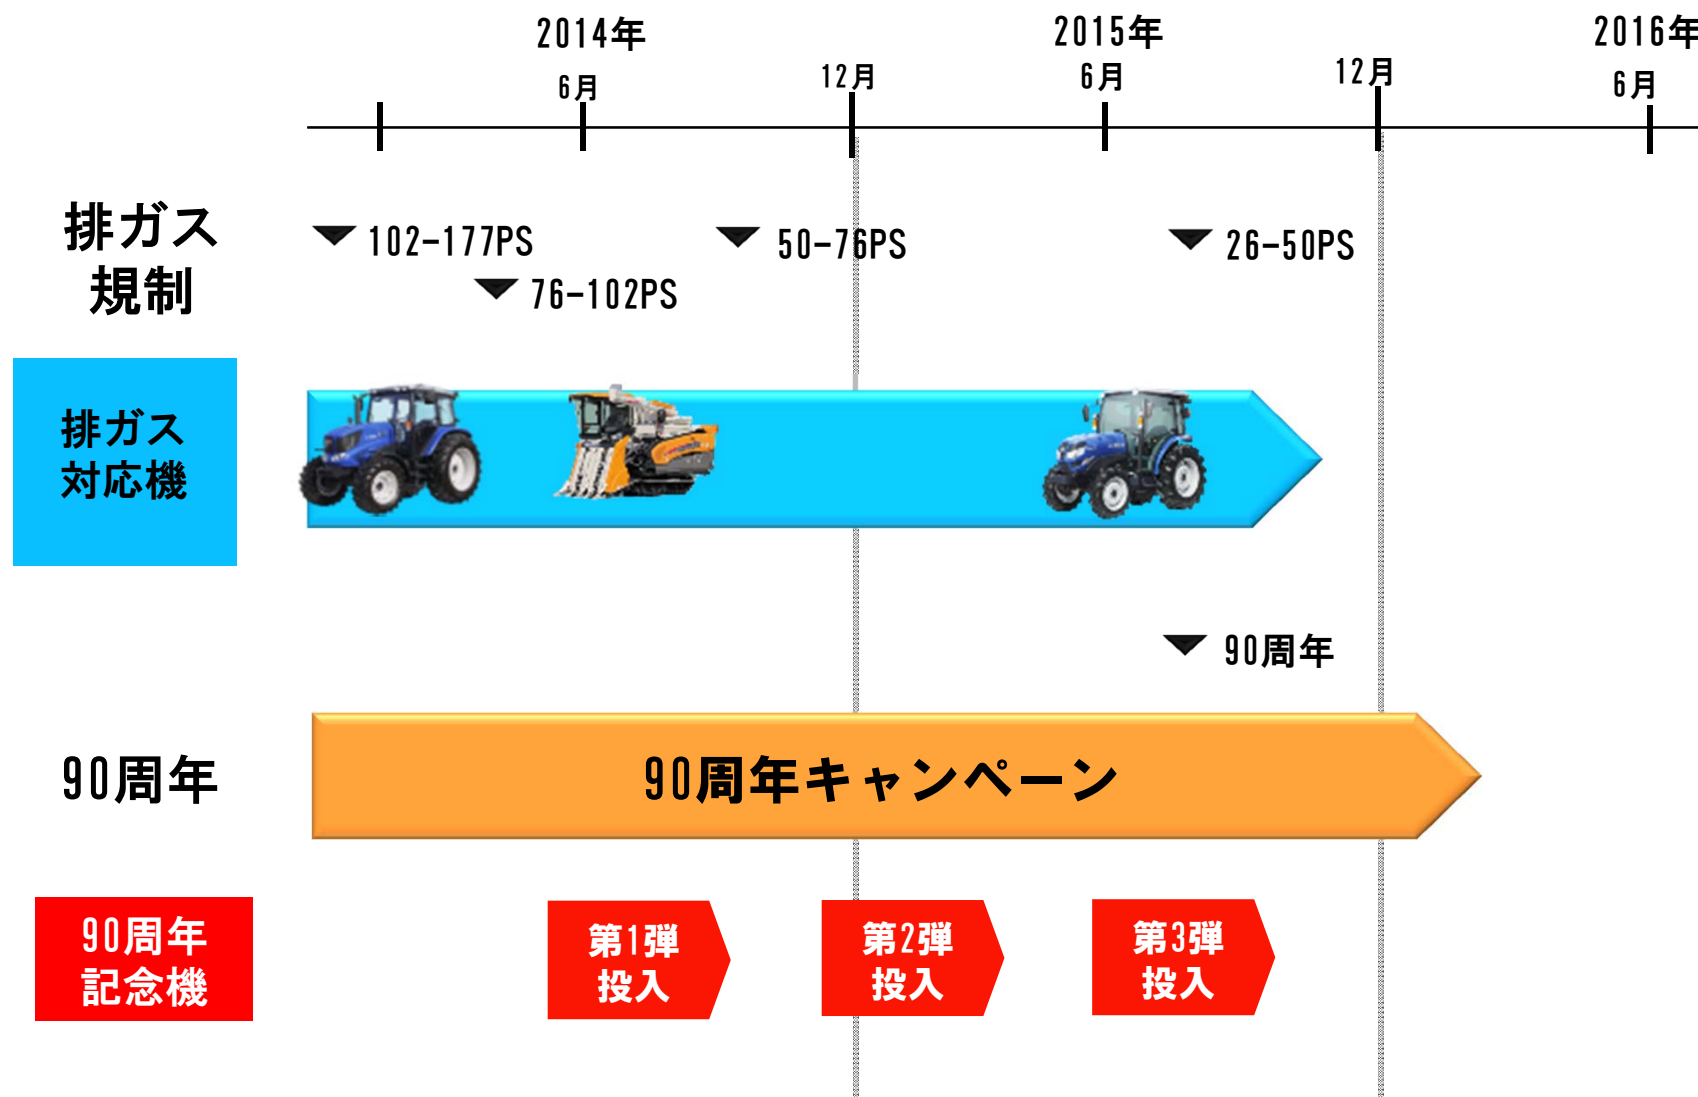 2014年
2015年
2016年
6月
12月
6月
12月
6月
排ガス
規制
102-177PS
50-76PS
26-50PS
76-102PS
排ガス
対応機
90周年
90周年
90周年キャンペーン
90周年
記念機
第1弾
投入
第2弾
投入
第3弾
投入